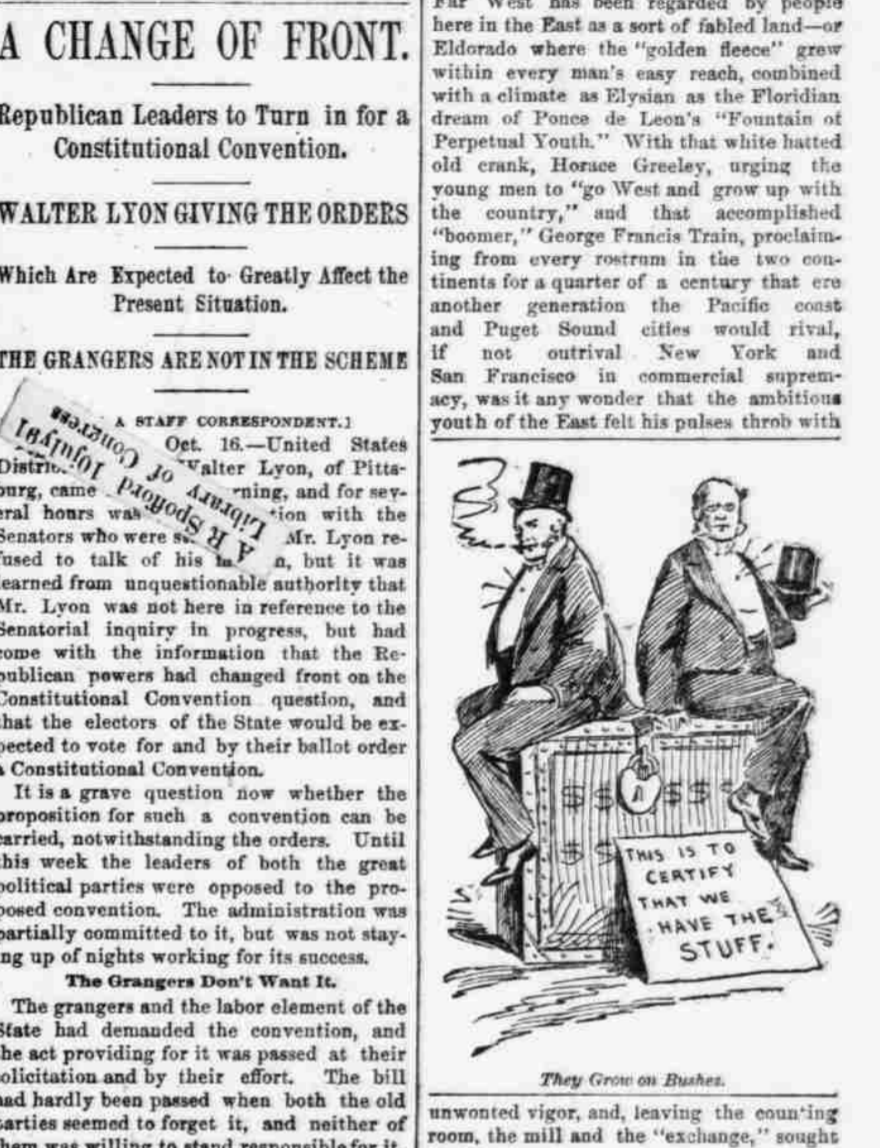 A CHANGE OF FRONT.
Republican Leaders to Turn in for a
Constitutional Convention.
WALTER LYON GIVING THE ORDERS
Which Are Expected to Greatly Affect the
Present Situation.
THE GRANGERS ARE NOT IN THE SCHEME
A STAFF CORRESPONDENT.]
Oct. 16.—United States
Distric Walter Lyon, of Pitts-
burg, came rning, and for sev-
eral hours was tion with the
Senators who were Mr. Lyon re-
fused to talk of his n, but it was
learned from unquestionable authority that
Mr. Lyon was not here in reference to the
Senatorial inquiry in progress, but had
come with the information that the Re-
publican powers had changed front on the
Constitutional Convention question, and
that the electors of the State would be ex-
pected to vote for and by their ballot order
a Constitutional Convention.
It is a grave question now whether the
proposition for such a convention can be
carried, notwithstanding the orders. Until
this week the leaders of both the great
political parties were opposed to the pro-
posed convention. The administration was
partially committed to it, but was not stay-
ing up of nights working for its success.
The Grangers Don't Want It.
The grangers and the labor element of the
State had demanded the convention, and
the act providing for it was passed at their
solicitation and by their effort. The bill
had hardly been passed when both the old
parties seemed to forget it, and neither of
them was willing to stand responsible for it.
A R Spofford 10julyg1
Library of Congress
Far West has been regarded by people
here in the East as a sort of fabled land—or
Eldorado where the "golden fleece" grew
within every man's easy reach, combined
with a climate as Elysian as the Floridian
dream of Ponce de Leon's "Fountain of
Perpetual Youth." With that white hatted
old crank, Horace Greeley, urging the
young men to "go West and grow up with
the country," and that accomplished
"boomer," George Francis Train, proclaim-
ing from every rostrum in the two con-
tinents for a quarter of a century that ere
another generation the Pacific coast
and Puget Sound cities would rival,
if not outrival New York and
San Francisco in commercial suprem-
acy, was it any wonder that the ambitious
youth of the East felt his pulses throb with
$ $ $ $ $
$ $
THIS IS TO
CERTIFY
THAT WE
HAVE THE
STUFF.
They Grow on Bushes.
unwonted vigor, and, leaving the counting
room, the mill and the "exchange," sought